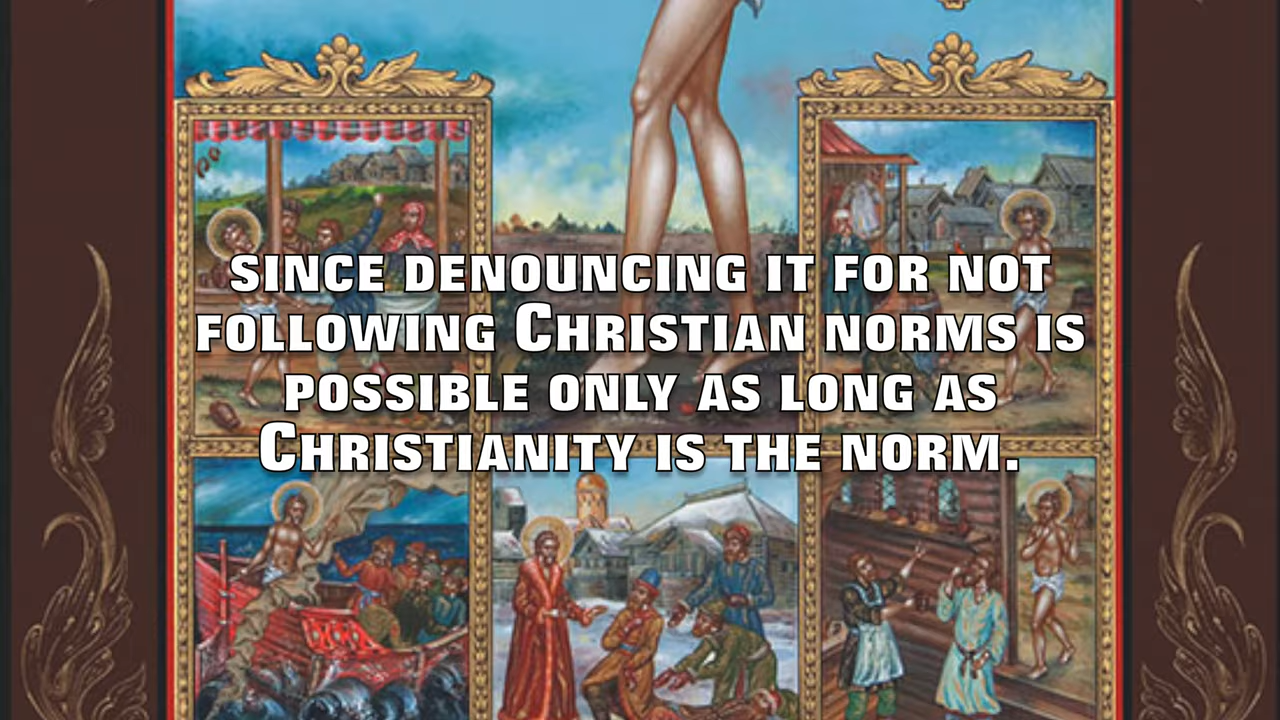 since denouncing it for not
following Christian norms is
possible only as long as
Christianity is the norm.